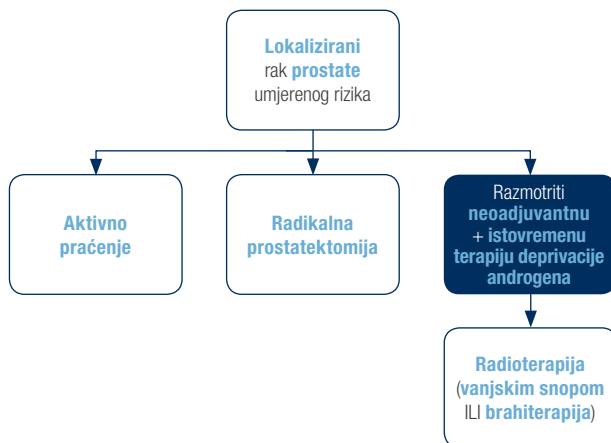 Lokalizirani
rak prostate
umjerenog rizika
Aktivno
praćenje
Radikalna
prostatektomija
Razmotriti
neoadjuvantnu
+ istovremenu
terapiju deprivacije
androgena
Radioterapija
(vanjskim snopom
ILI brahiterapija)